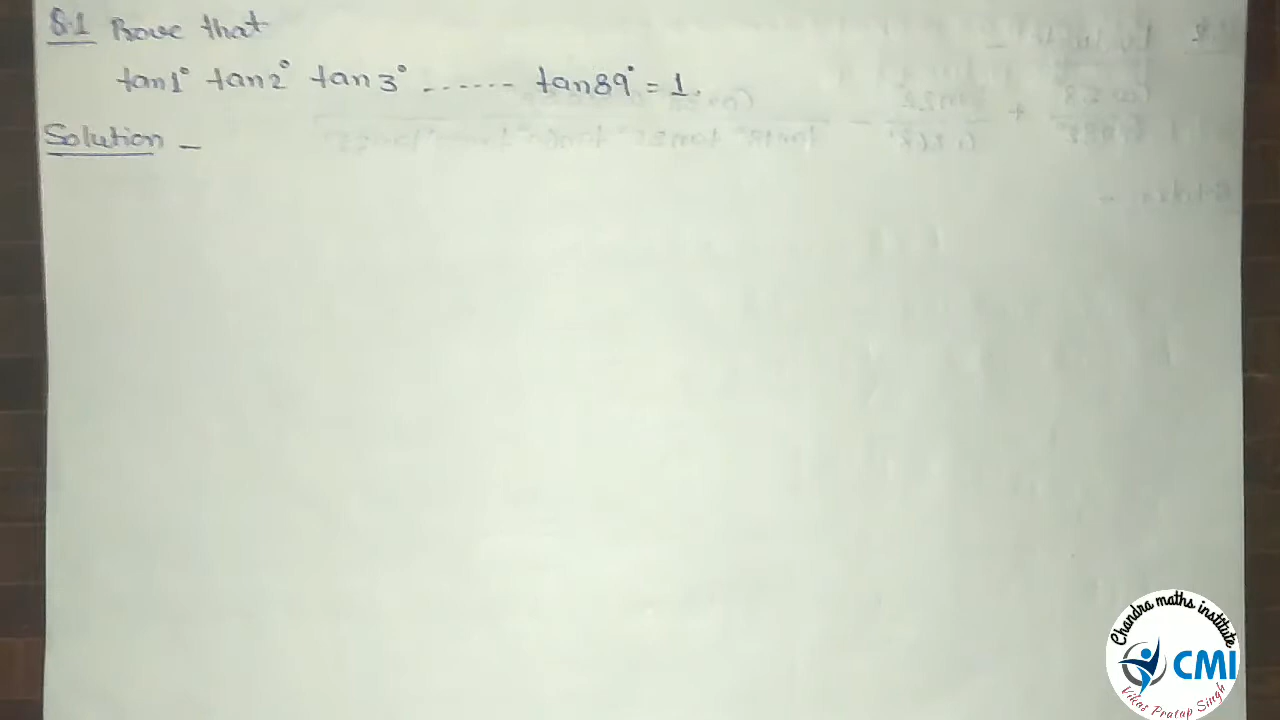 Q.1 Prove that
tan1° tan2° tan3° ------ tan89° = 1.
Solution -
Chandra maths institute
CMI
Vikas Pratap Singh